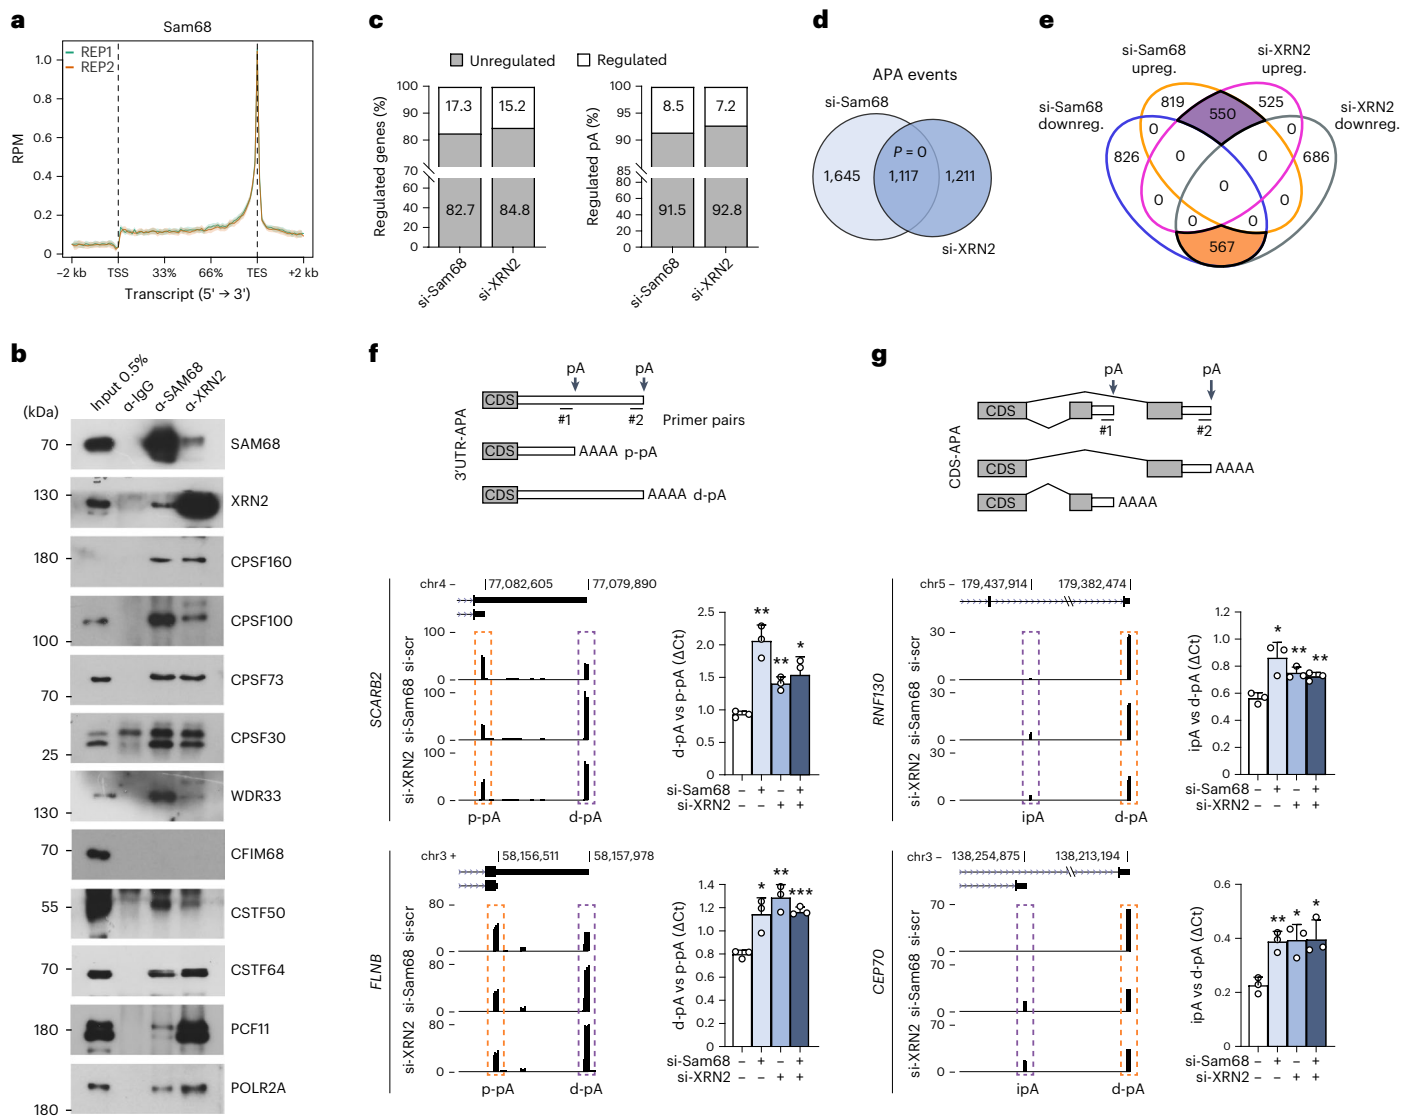 a
Sam68
REP1
REP2
RPM
1.0
0.8
0.6
0.4
0.2
0
–2 kb TSS 33% 66% TES +2 kb
Transcript (5' → 3')
b
(kDa)
Input 0.5%
α-IgG
α-SAM68
α-XRN2
70 SAM68
130 XRN2
180 CPSF160
CPSF100
100
CPSF73
70
CPSF30
25
WDR33
130
70 CFIM68
55 CSTF50
70 CSTF64
180 PCF11
POLR2A
180
c
Unregulated Regulated
Regulated genes (%)
100
90
80
70
60
40
20
0
17.3 15.2
82.7 84.8
si-Sam68 si-XRN2
Regulated pA (%)
100
95
90
85
80
60
40
20
0
8.5 7.2
91.5 92.8
si-Sam68 si-XRN2
d
APA events
si-Sam68
P = 0
1,645 1,117 1,211
si-XRN2
e
si-Sam68 upreg.
si-XRN2 upreg.
si-Sam68 downreg.
si-XRN2 downreg.
819 550 525
0 0
826 0 0 686
0
0 0
0 0
567
f
3'UTR-APA
pA pA
CDS
#1 #2 Primer pairs
CDS AAAA p-pA
CDS AAAA d-pA
SCARB2
chr4 – 77,082,605 77,079,890
si-scr
100
0
si-Sam68
100
0
si-XRN2
100
0
p-pA d-pA
d-pA vs p-pA (ΔCt)
2.5
2.0
1.5
1.0
0.5
0
** ** *
si-Sam68 – + – +
si-XRN2 – – + +
FLNB
chr3 + 58,156,511 58,157,978
si-scr
80
0
si-Sam68
80
0
si-XRN2
80
0
p-pA d-pA
d-pA vs p-pA (ΔCt)
1.4
1.2
1.0
0.8
0.6
0.4
0.2
0
* ** ***
si-Sam68 – + – +
si-XRN2 – – + +
g
CDS-APA
pA pA
CDS
#1 #2
CDS AAAA
CDS AAAA
RNF130
chr5 – 179,437,914 179,382,474
si-scr
30
0
si-Sam68
30
0
si-XRN2
30
0
ipA d-pA
ipA vs d-pA (ΔCt)
1.2
1.0
0.8
0.6
0.4
0.2
0
* ** **
si-Sam68 – + – +
si-XRN2 – – + +
CEP70
chr3 – 138,254,875 138,213,194
si-scr
70
0
si-Sam68
70
0
si-XRN2
70
0
ipA d-pA
ipA vs d-pA (ΔCt)
0.6
0.4
0.2
0
** * *
si-Sam68 – + – +
si-XRN2 – – + +